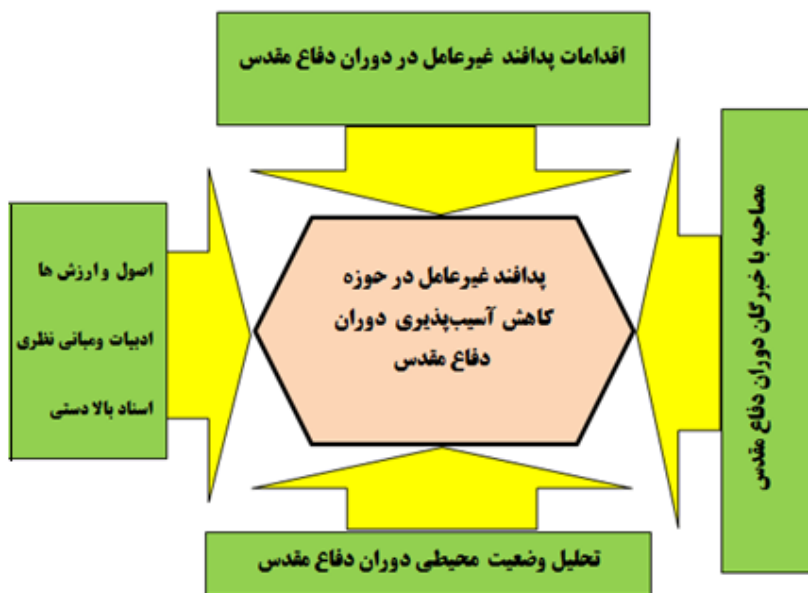 اقدامات پدافند غیرعامل در دوران دفاع مقدس
مصاحبه با خبرگان دوران دفاع مقدس
پدافند غیرعامل در حوزه
کاهش آسیب‌پذیری دوران
دفاع مقدس
اصول و ارزش ها
ادبیات ومبانی نظری
اسناد بالا دستی
تحلیل وضعیت محیطی دوران دفاع مقدس